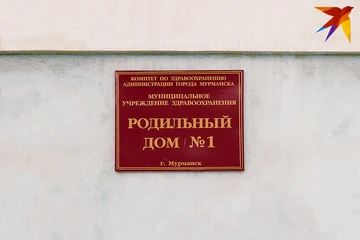 КОМИТЕТ ПО ЗДРАВООХРАНЕНИЮ
АДМИНИСТРАЦИИ ГОРОДА МУРМАНСКА
МУНИЦИПАЛЬНОЕ
УЧРЕЖДЕНИЕ ЗДРАВООХРАНЕНИЯ
РОДИЛЬНЫЙ
ДОМ №1
г. Мурманск